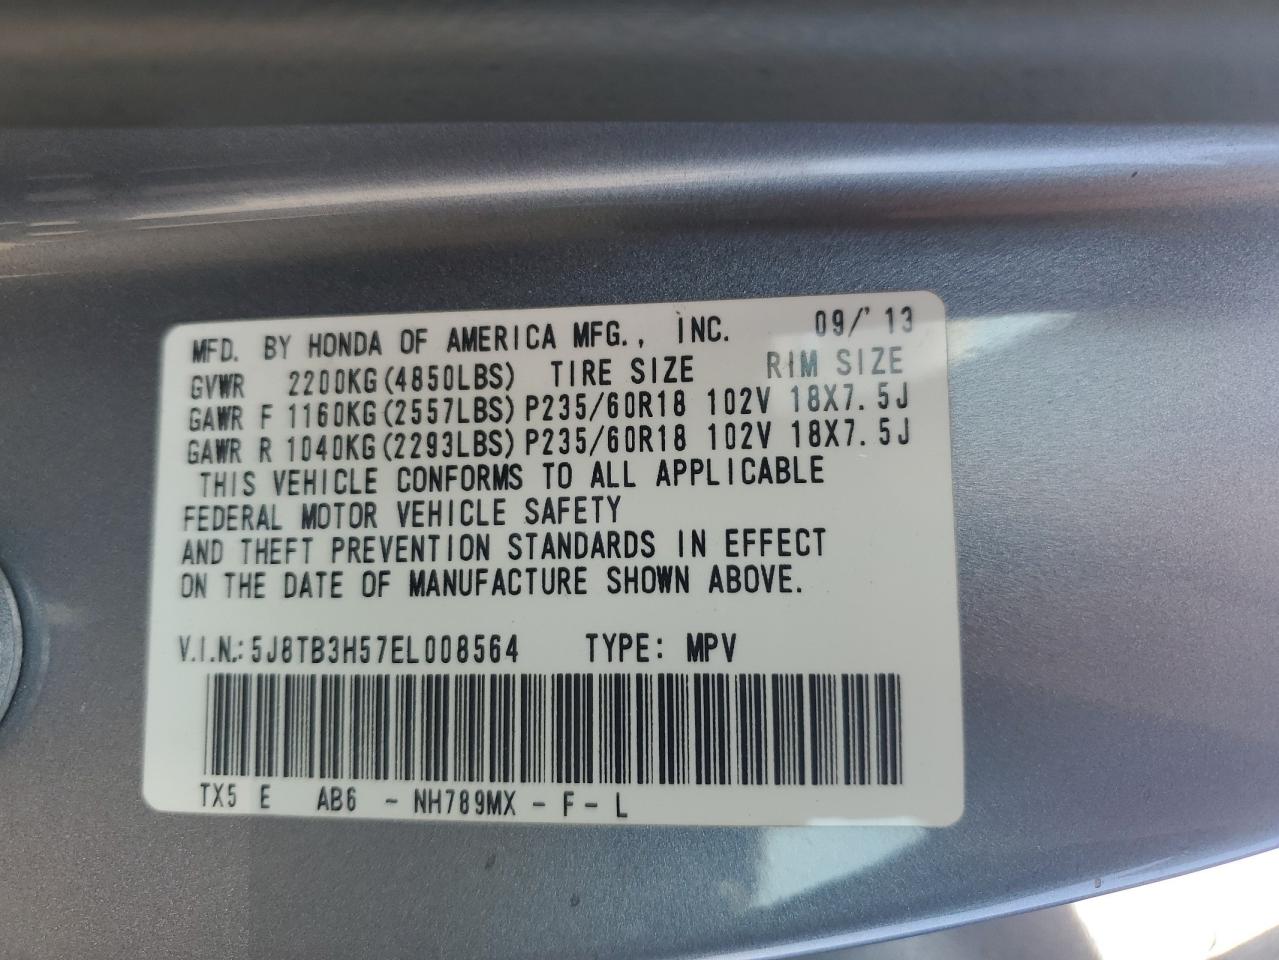 MFD. BY HONDA OF AMERICA MFG., INC. 09/'13
GVWR 2200KG(4850LBS) TIRE SIZE RIM SIZE
GAWR F 1160KG(2557LBS)P235/60R18 102V 18X7.5J
GAWR R 1040KG(2293LBS)P235/60R18 102V 18X7.5J
THIS VEHICLE CONFORMS TO ALL APPLICABLE
FEDERAL MOTOR VEHICLE SAFETY
AND THEFT PREVENTION STANDARDS IN EFFECT
ON THE DATE OF MANUFACTURE SHOWN ABOVE.
V.I.N.: 5J8TB3H57EL008564 TYPE: MPV
TX5 E AB6 - NH789MX - F - L